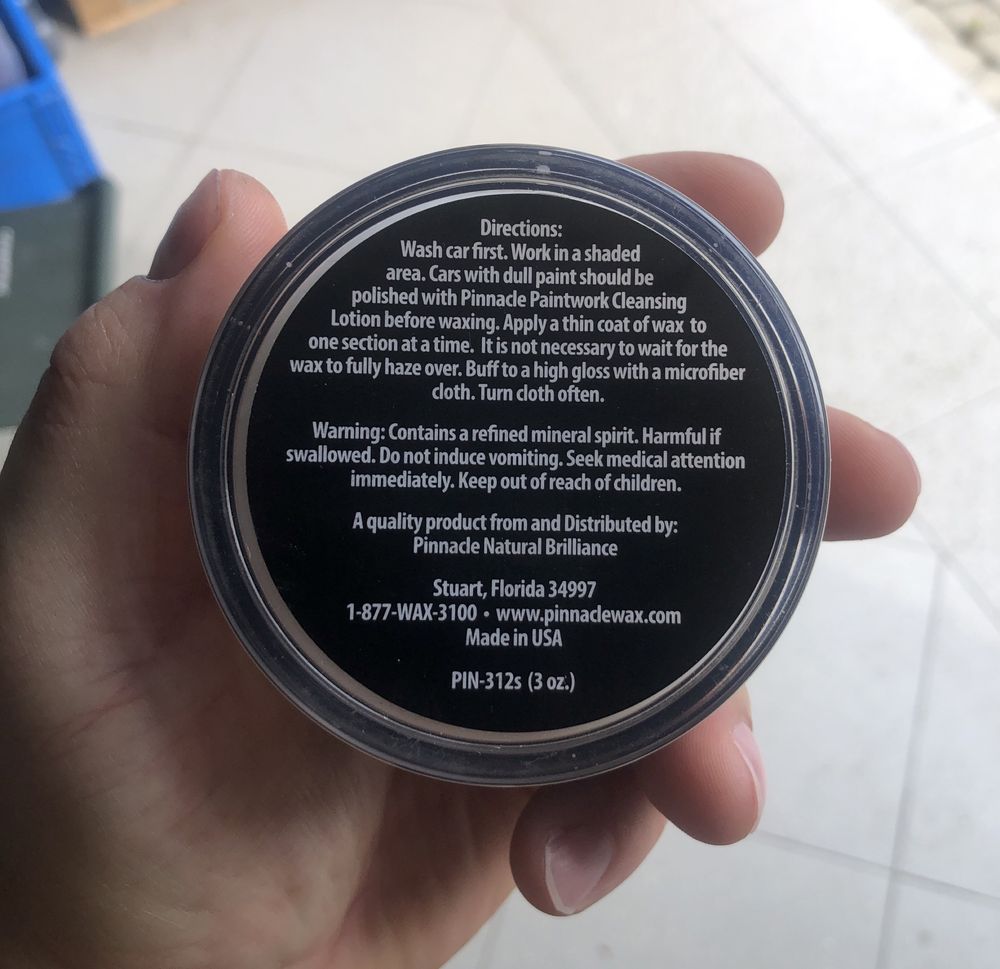 Directions:
Wash car first. Work in a shaded
area. Cars with dull paint should be
polished with Pinnacle Paintwork Cleansing
Lotion before waxing. Apply a thin coat of wax to
one section at a time. It is not necessary to wait for the
wax to fully haze over. Buff to a high gloss with a microfiber
cloth. Turn cloth often.
Warning: Contains a refined mineral spirit. Harmful if
swallowed. Do not induce vomiting. Seek medical attention
immediately. Keep out of reach of children.
A quality product from and Distributed by:
Pinnacle Natural Brilliance
Stuart, Florida 34997
1-877-WAX-3100 • www.pinnaclewax.com
Made in USA
PIN-312s (3 oz.)